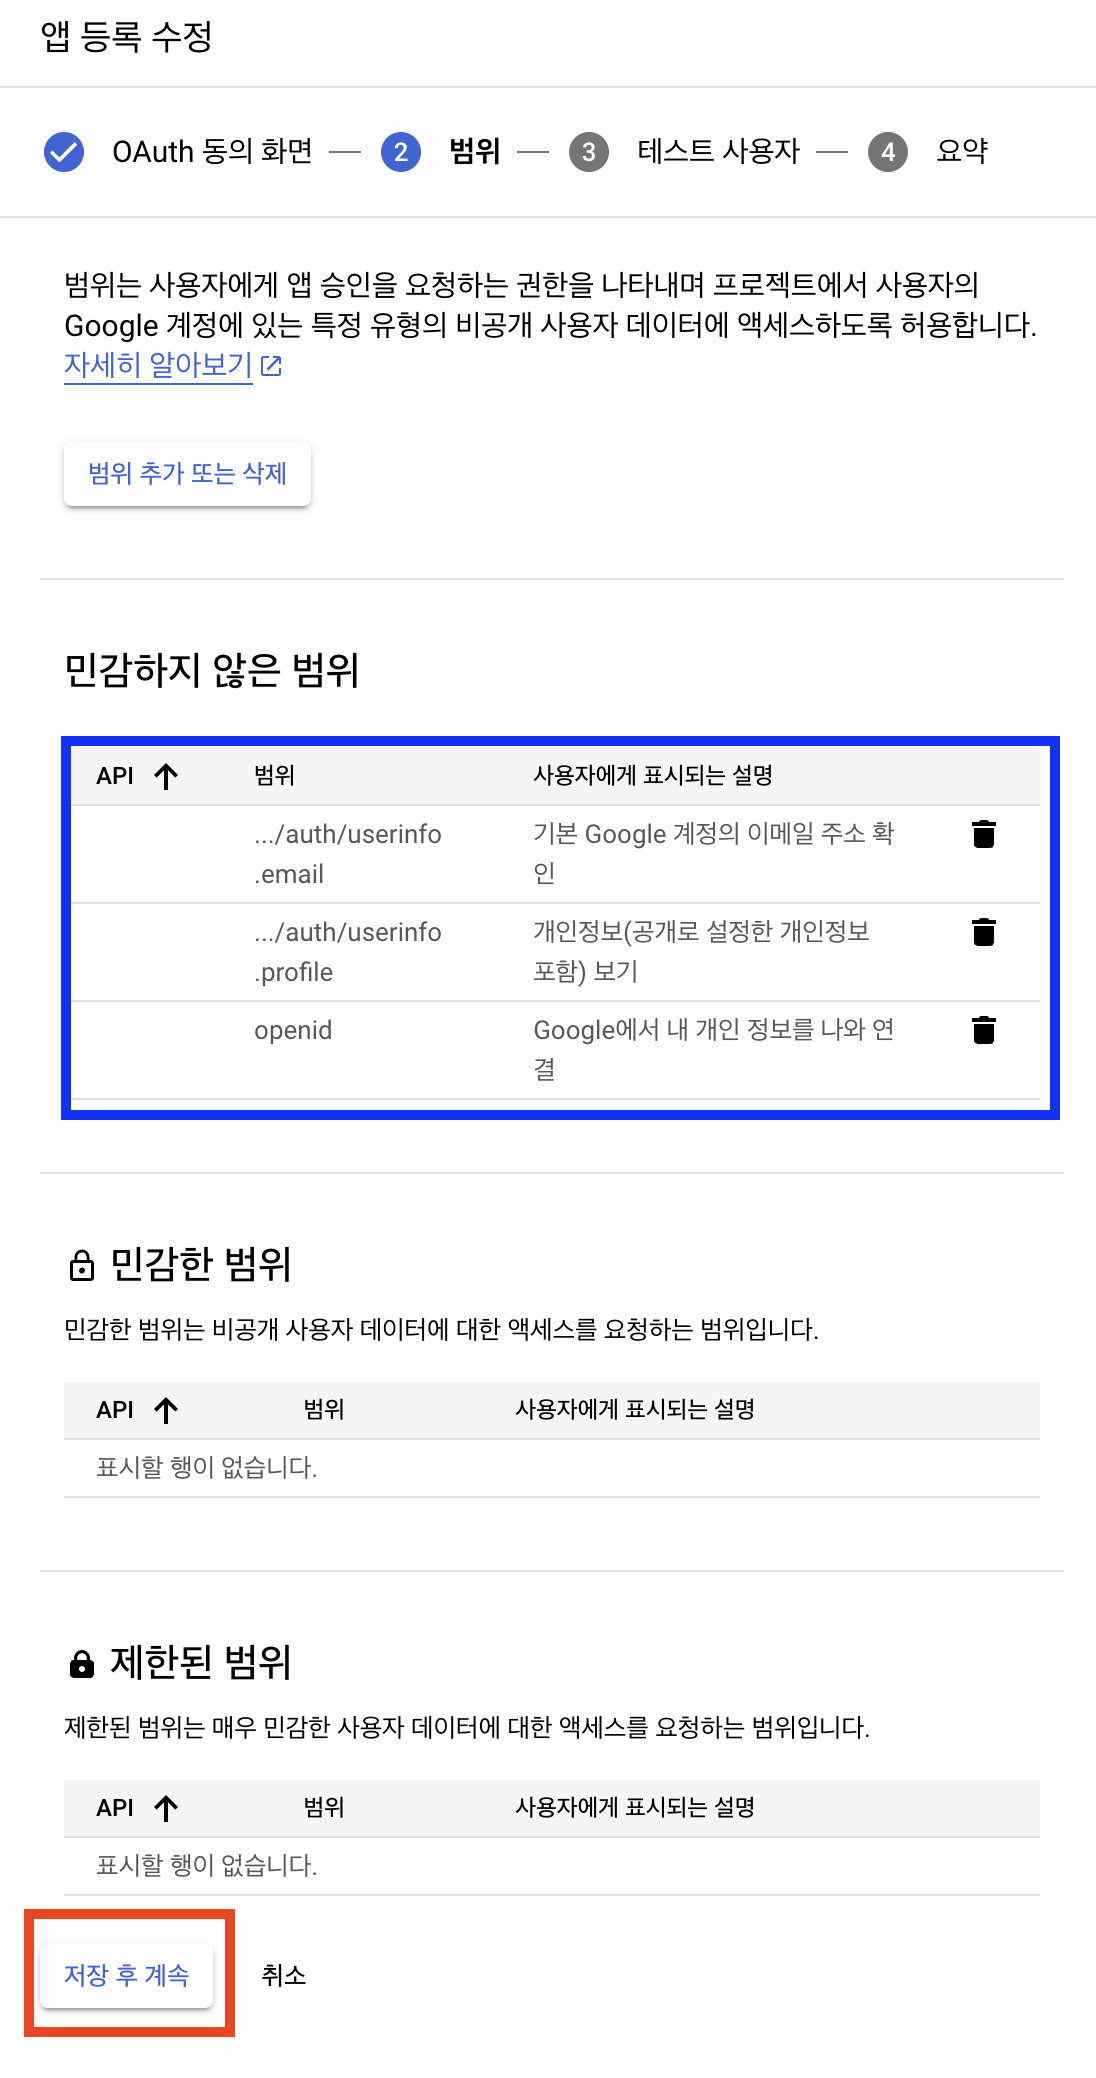 앱 등록 수정
OAuth 동의 화면 — 2 범위 — 3 테스트 사용자 — 4 요약
범위는 사용자에게 앱 승인을 요청하는 권한을 나타내며 프로젝트에서 사용자의
Google 계정에 있는 특정 유형의 비공개 사용자 데이터에 액세스하도록 허용합니다.
자세히 알아보기
범위 추가 또는 삭제
민감하지 않은 범위
API 범위 사용자에게 표시되는 설명
.../auth/userinfo 기본 Google 계정의 이메일 주소 확
.email 인
.../auth/userinfo 개인정보(공개로 설정한 개인정보
.profile 포함) 보기
openid Google에서 내 개인 정보를 나와 연
결
민감한 범위
민감한 범위는 비공개 사용자 데이터에 대한 액세스를 요청하는 범위입니다.
API 범위 사용자에게 표시되는 설명
표시할 행이 없습니다.
제한된 범위
제한된 범위는 매우 민감한 사용자 데이터에 대한 액세스를 요청하는 범위입니다.
API 범위 사용자에게 표시되는 설명
표시할 행이 없습니다.
저장 후 계속 취소